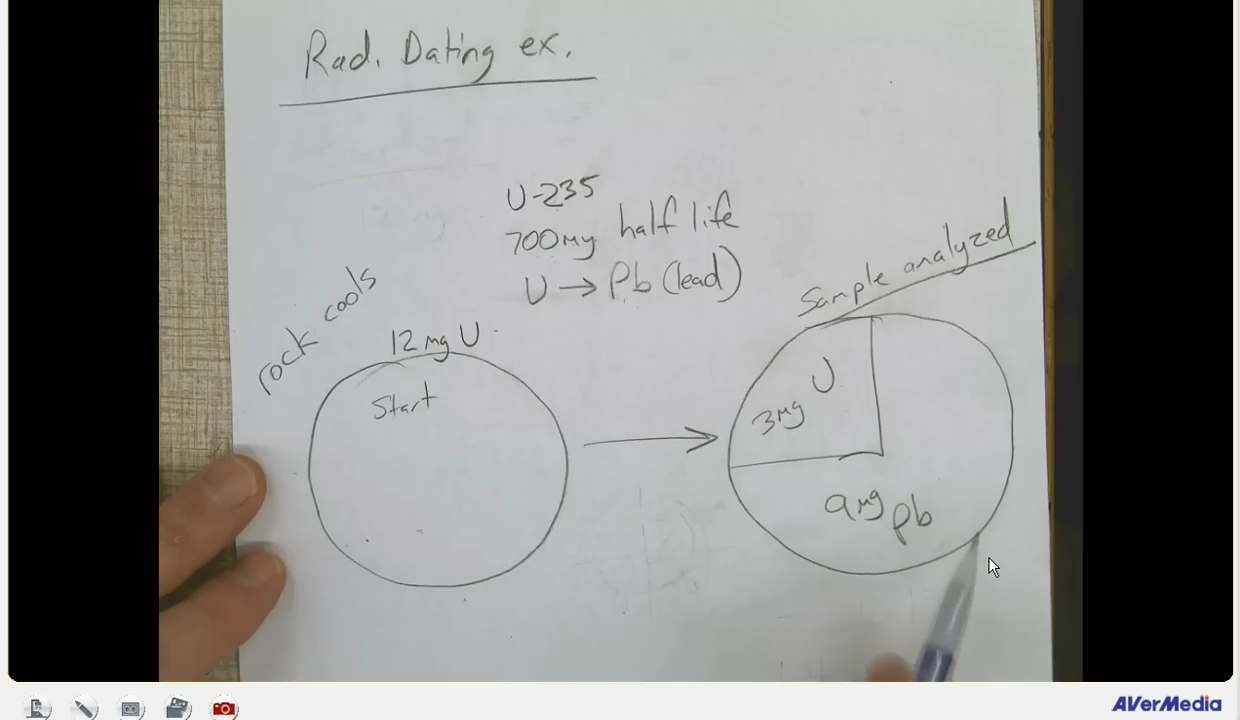 Rad. Dating ex.
U-235
700my half life
U → Pb (lead)
rock cools
12 mg U
Start
Sample analyzed
3mg U
9mg Pb
AVerMedia